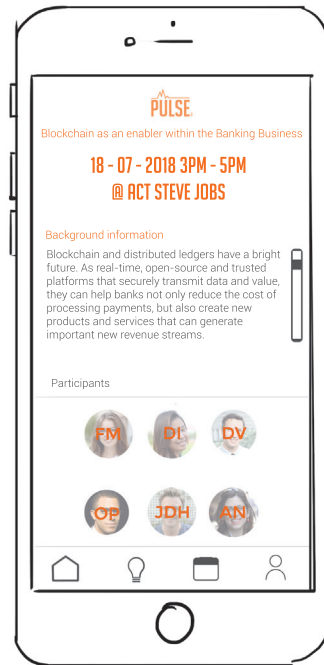 PULSE
Blockchain as an enabler within the Banking Business
18 - 07 - 2018 3PM - 5PM
@ ACT STEVE JOBS
Background information
Blockchain and distributed ledgers have a bright
future. As real-time, open-source and trusted
platforms that securely transmit data and value,
they can help banks not only reduce the cost of
processing payments, but also create new
products and services that can generate
important new revenue streams.
Participants
FM DI DV
OP JDH AN